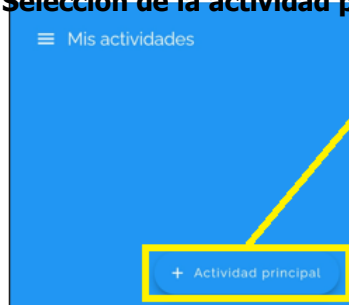 Selección de la actividad p
Mis actividades
+ Actividad principal